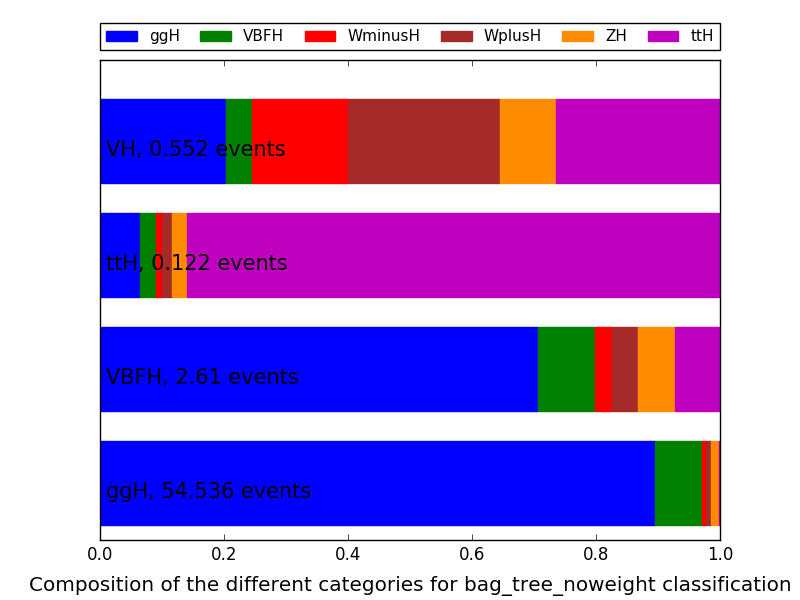 ggH VBFH WminusH WplusH ZH ttH
VH, 0.552 events
ttH, 0.122 events
VBFH, 2.61 events
ggH, 54.536 events
0.0 0.2 0.4 0.6 0.8 1.0
Composition of the different categories for bag_tree_noweight classification